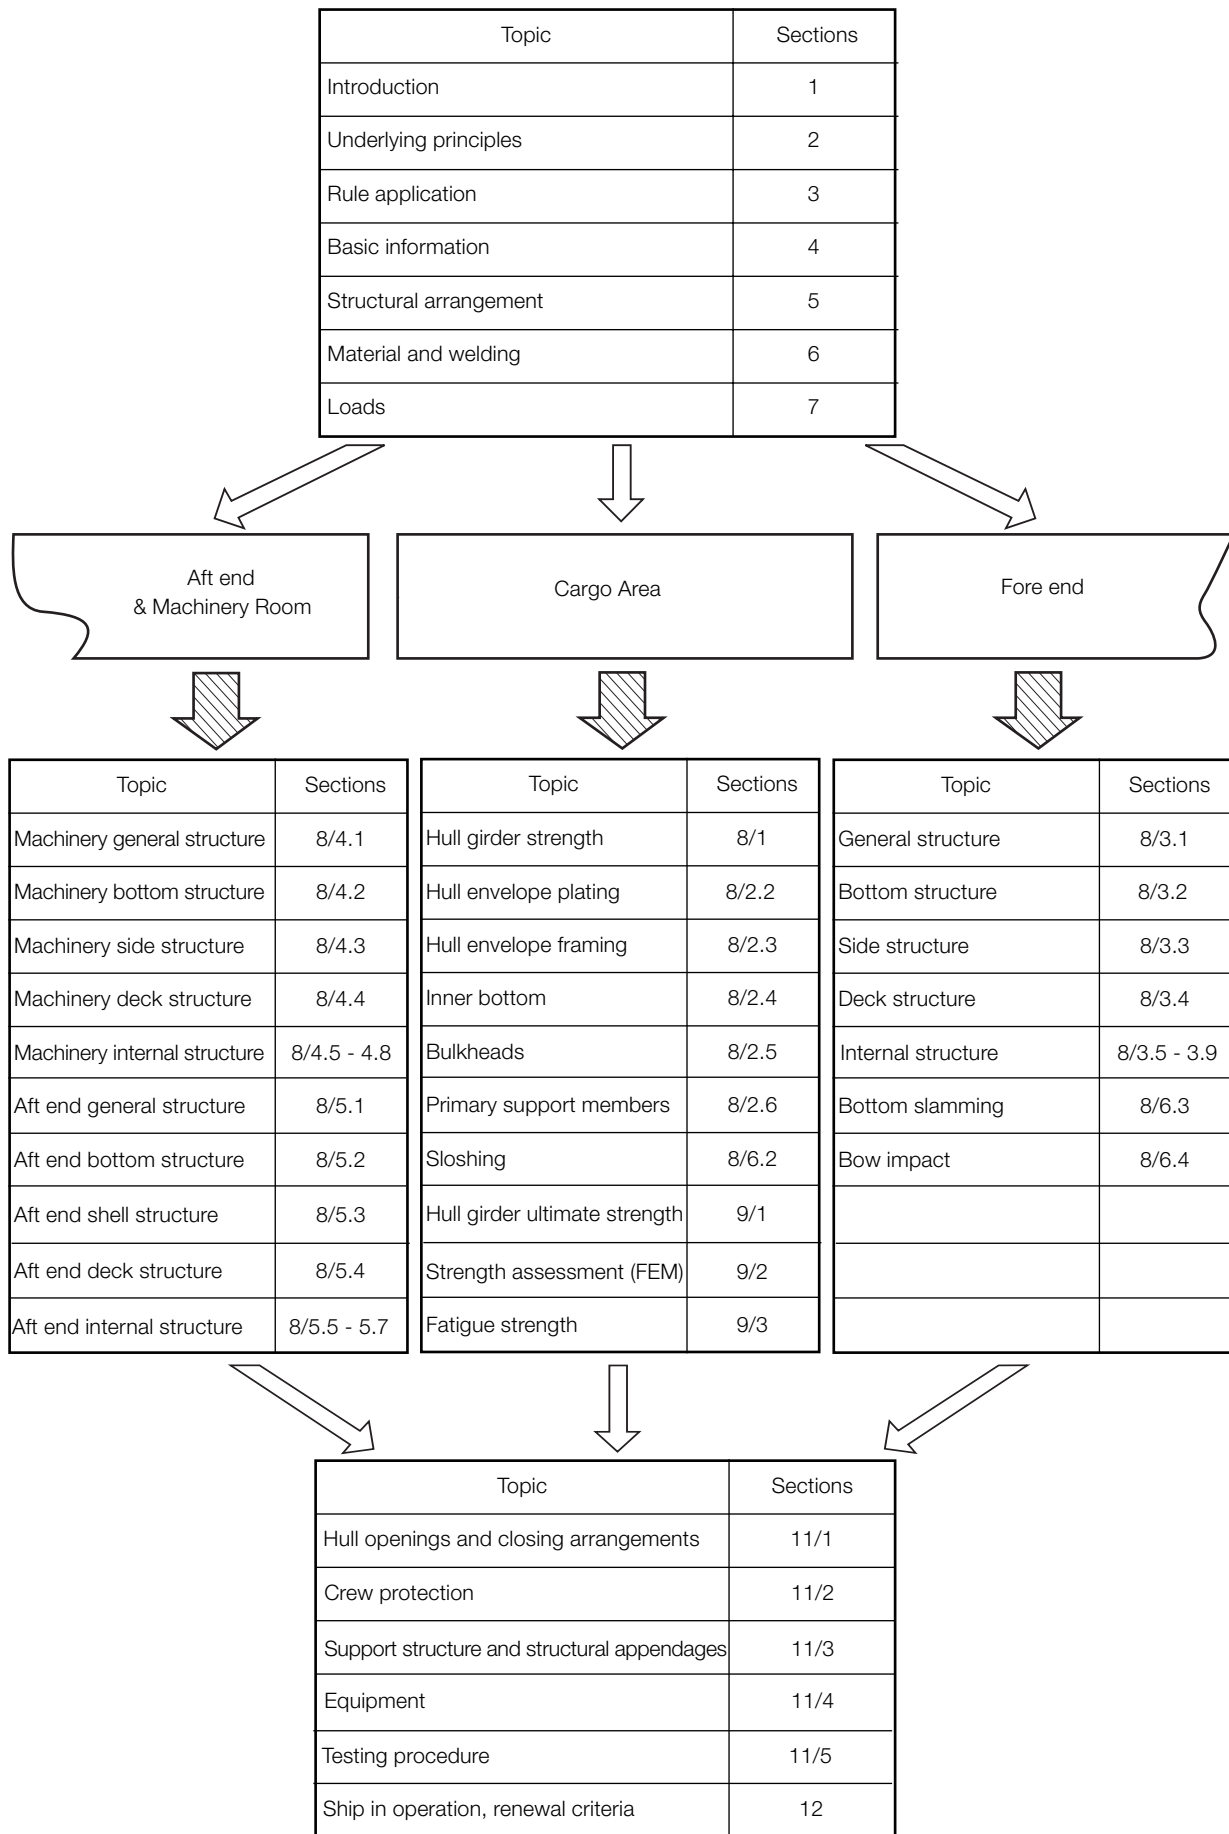 Topic Sections
Introduction 1
Underlying principles 2
Rule application 3
Basic information 4
Structural arrangement 5
Material and welding 6
Loads 7
Aft end
& Machinery Room
Cargo Area
Fore end
Topic Sections
Machinery general structure 8/4.1
Machinery bottom structure 8/4.2
Machinery side structure 8/4.3
Machinery deck structure 8/4.4
Machinery internal structure 8/4.5 - 4.8
Aft end general structure 8/5.1
Aft end bottom structure 8/5.2
Aft end shell structure 8/5.3
Aft end deck structure 8/5.4
Aft end internal structure 8/5.5 - 5.7
Topic Sections
Hull girder strength 8/1
Hull envelope plating 8/2.2
Hull envelope framing 8/2.3
Inner bottom 8/2.4
Bulkheads 8/2.5
Primary support members 8/2.6
Sloshing 8/6.2
Hull girder ultimate strength 9/1
Strength assessment (FEM) 9/2
Fatigue strength 9/3
Topic Sections
General structure 8/3.1
Bottom structure 8/3.2
Side structure 8/3.3
Deck structure 8/3.4
Internal structure 8/3.5 - 3.9
Bottom slamming 8/6.3
Bow impact 8/6.4
Topic Sections
Hull openings and closing arrangements 11/1
Crew protection 11/2
Support structure and structural appendages 11/3
Equipment 11/4
Testing procedure 11/5
Ship in operation, renewal criteria 12